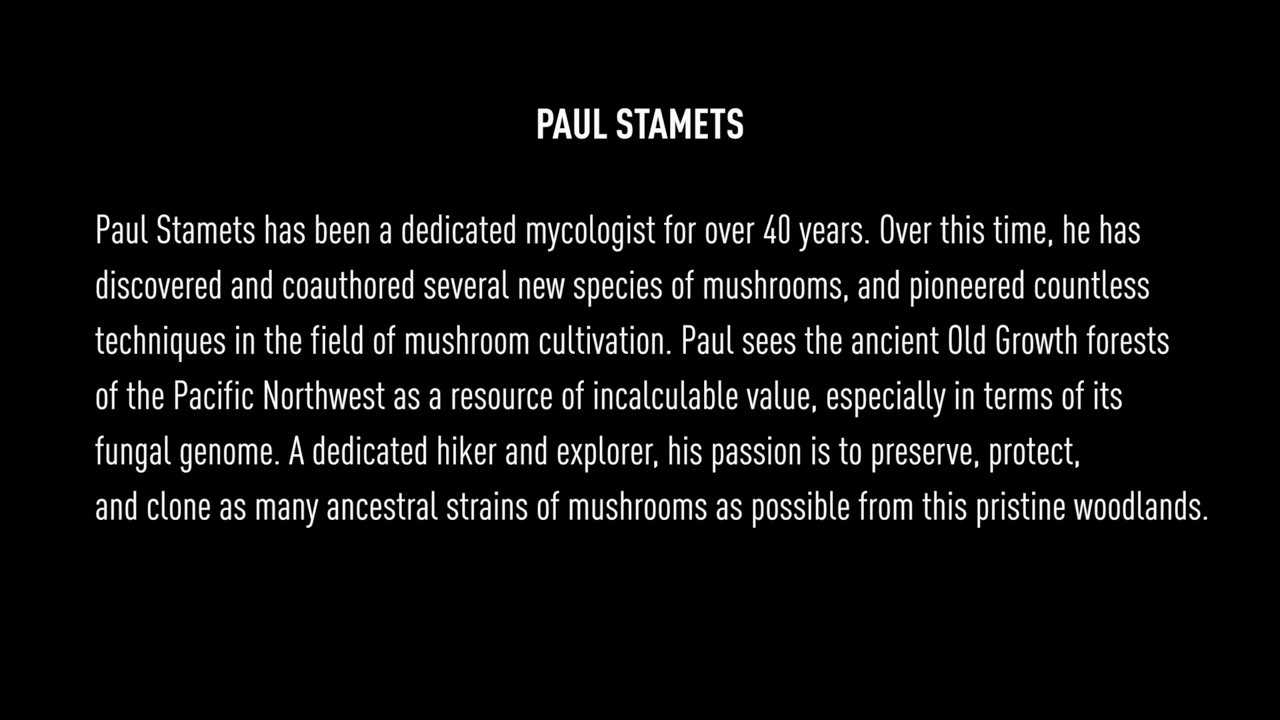 PAUL STAMETS
Paul Stamets has been a dedicated mycologist for over 40 years. Over this time, he has
discovered and coauthored several new species of mushrooms, and pioneered countless
techniques in the field of mushroom cultivation. Paul sees the ancient Old Growth forests
of the Pacific Northwest as a resource of incalculable value, especially in terms of its
fungal genome. A dedicated hiker and explorer, his passion is to preserve, protect,
and clone as many ancestral strains of mushrooms as possible from this pristine woodlands.